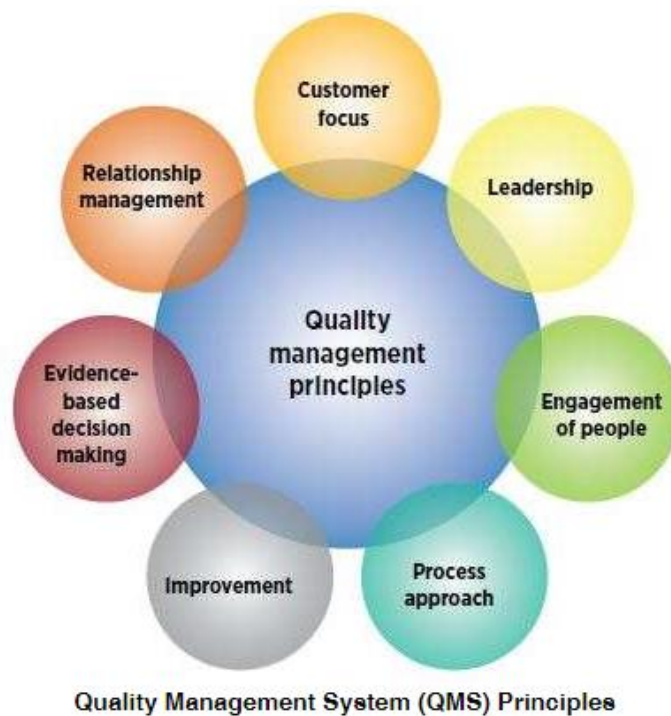 Customer
focus
Leadership
Engagement
of people
Process
approach
Improvement
Evidence-
based
decision
making
Relationship
management
Quality
management
principles
Quality Management System (QMS) Principles